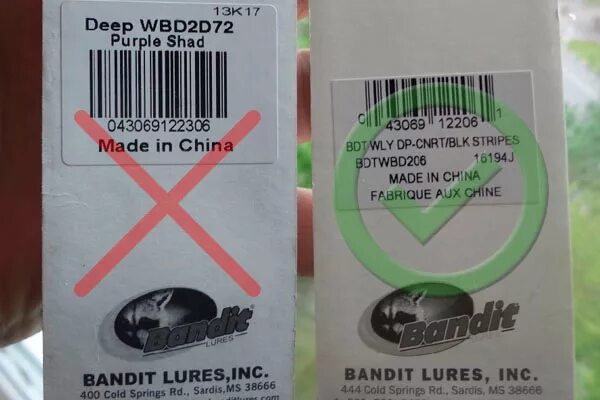 13K17
Deep WBD2D72
Purple Shad
043069122306
Made in China
Bandit®
LURES
BANDIT LURES, INC.
400 Cold Springs Rd., Sardis, MS 38666
0 43069 12206 1
BDT WLY DP-CNRT/BLK STRIPES
BDTWBD206 16194J
MADE IN CHINA
FABRIQUE AUX CHINE
Bandit
BANDIT LURES, INC.
444 Cold Springs Rd., Sardis, MS 38666